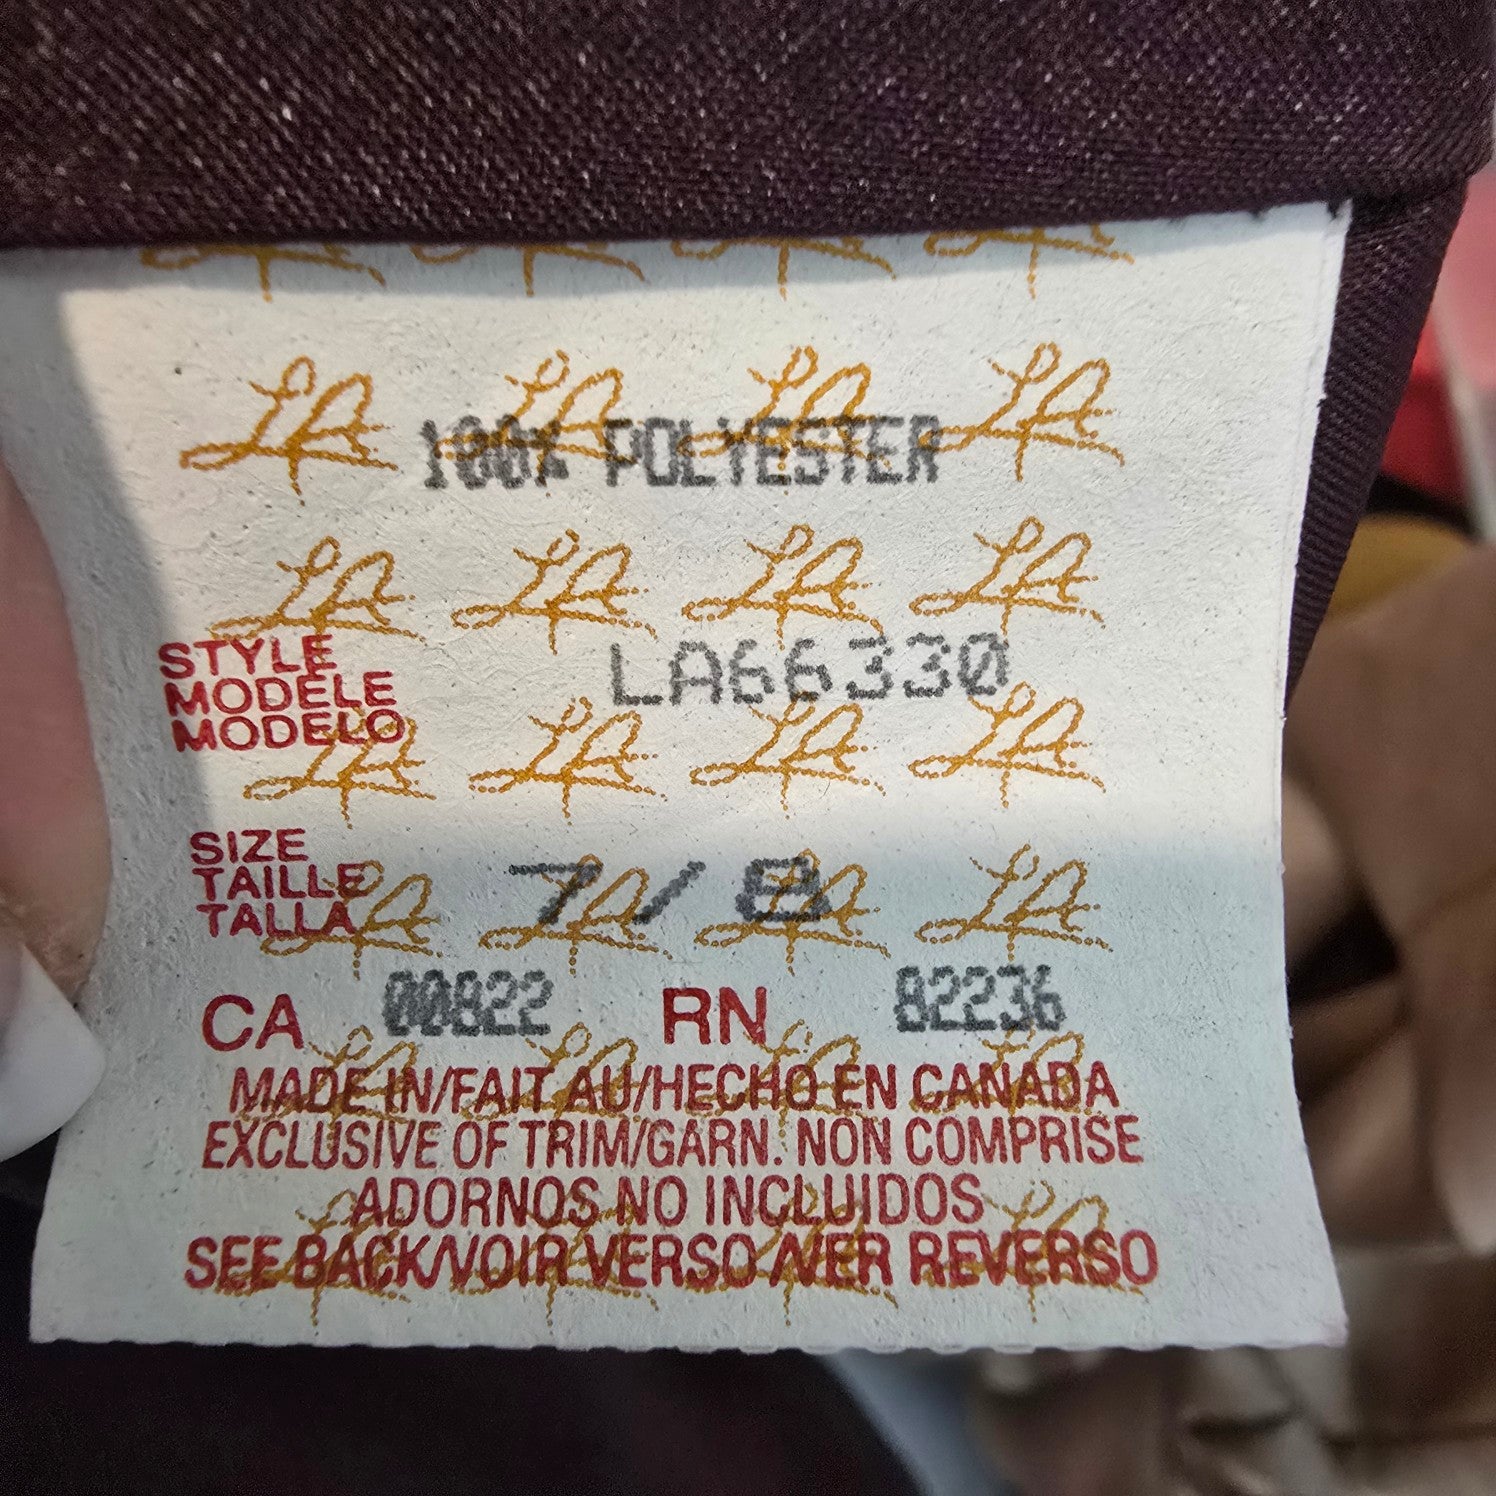 100% POLYESTER
STYLE LA66330
MODÈLE
MODELO
SIZE
TAILLE 7/8
TALLA
CA 00822 RN 82236
MADE IN/FAIT AU/HECHO EN CANADA
EXCLUSIVE OF TRIM/GARN. NON COMPRISE
ADORNOS NO INCLUIDOS
SEE BACK/VOIR VERSO/VER REVERSO